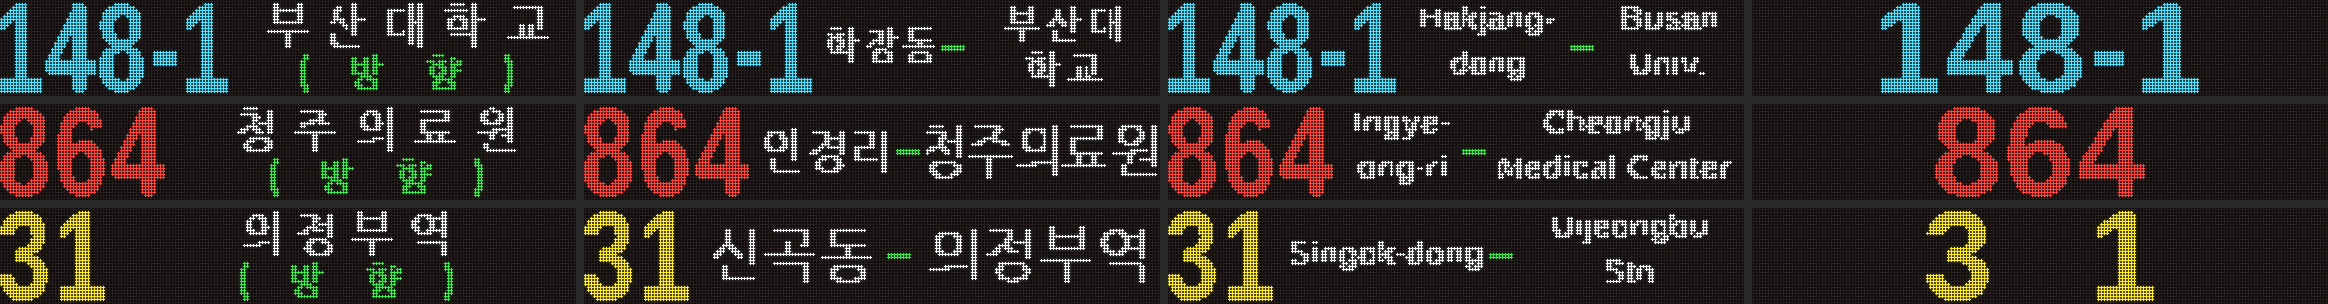 148-1 부산대학교
( 방 향 )
148-1 학장동 - 부산대
학교
148-1 Hakjang-
dong - Busan
Univ.
148-1
864 청주의료원
( 방 향 )
864 인경리-청주의료원
864 Ingye-
ong-ri - Cheongju
Medical Center
864
31 의정부역
( 방 향 )
31 신곡동 - 의정부역
31 Singok-dong - Uijeongbu
Stn
3 1